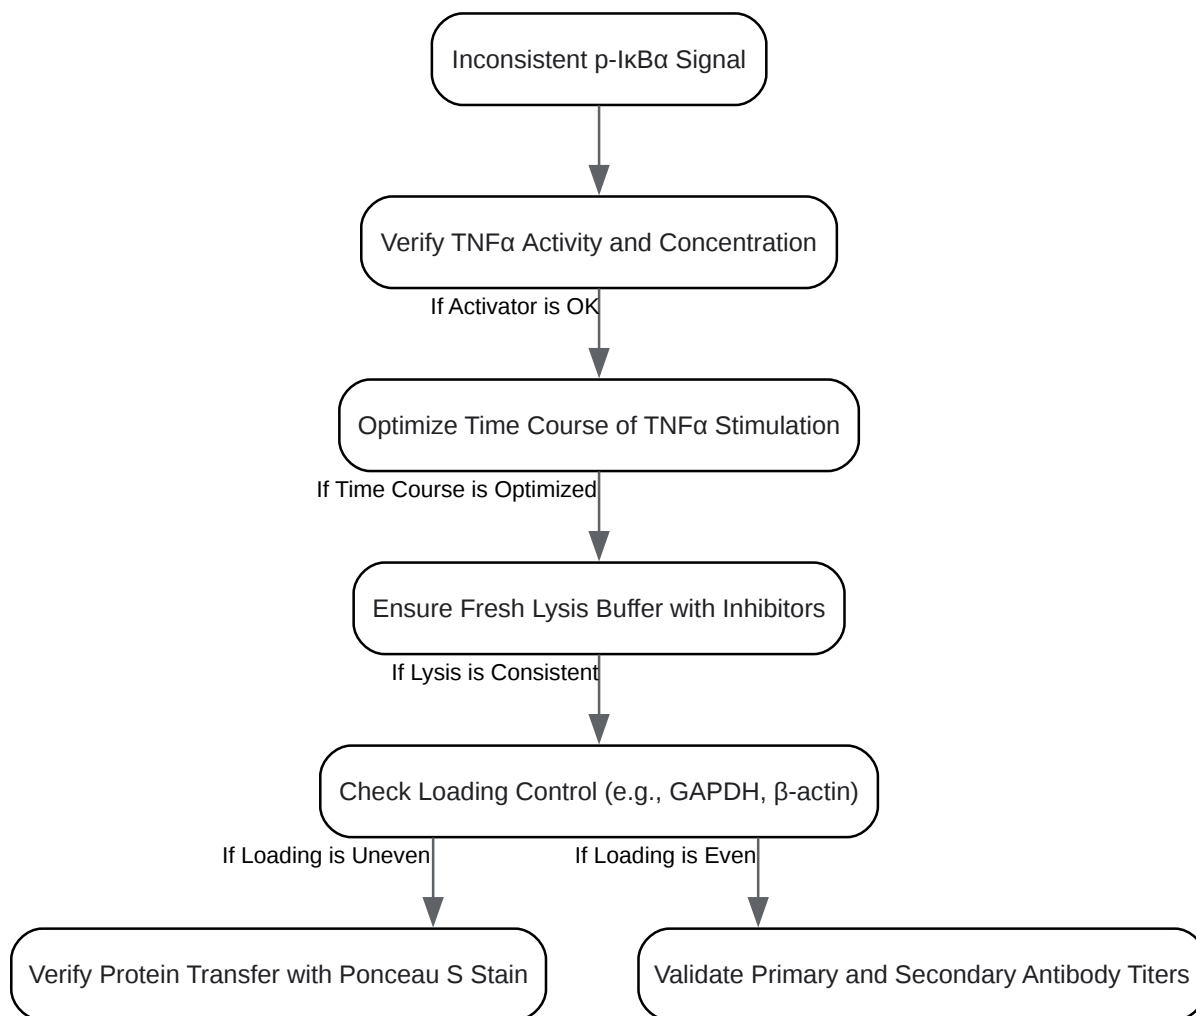 Inconsistent p-IκBα Signal
Verify TNFα Activity and Concentration
If Activator is OK
Optimize Time Course of TNFα Stimulation
If Time Course is Optimized
Ensure Fresh Lysis Buffer with Inhibitors
If Lysis is Consistent
Check Loading Control (e.g., GAPDH, β-actin)
If Loading is Uneven
If Loading is Even
Verify Protein Transfer with Ponceau S Stain
Validate Primary and Secondary Antibody Titers